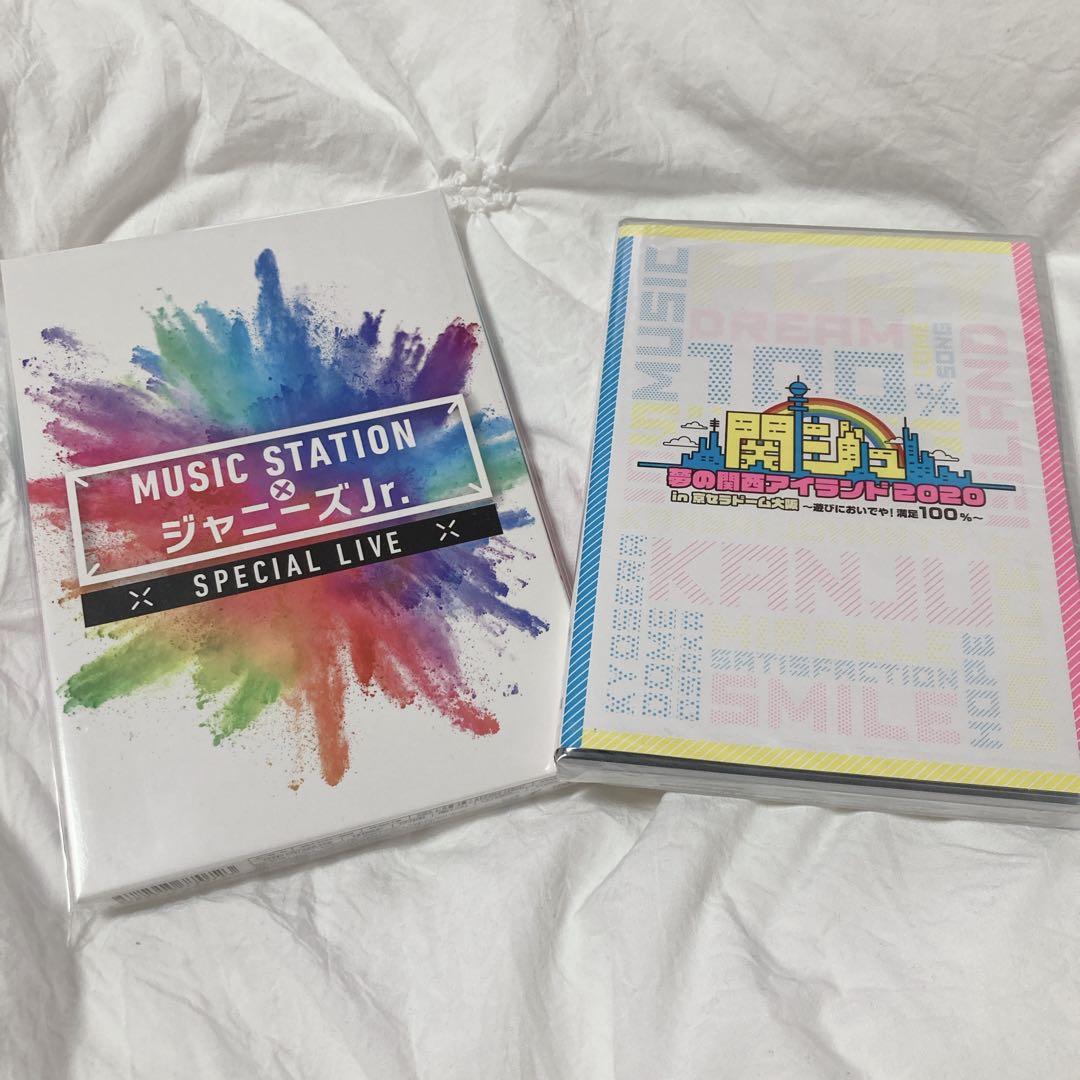 MUSIC STATION
×
ジャニーズJr.
SPECIAL LIVE
MUSIC
PLAY
DREAM
100%
LOVE
SONG
ISLAND
関ジュ
夢の関西アイランド2020
in 京セラドーム大阪 ～遊びにおいでや!満足100%～
KANJU
MIRACLE
SATISFACTION
SMILE
KYOCERA
DOME
OSAKA
HOPE